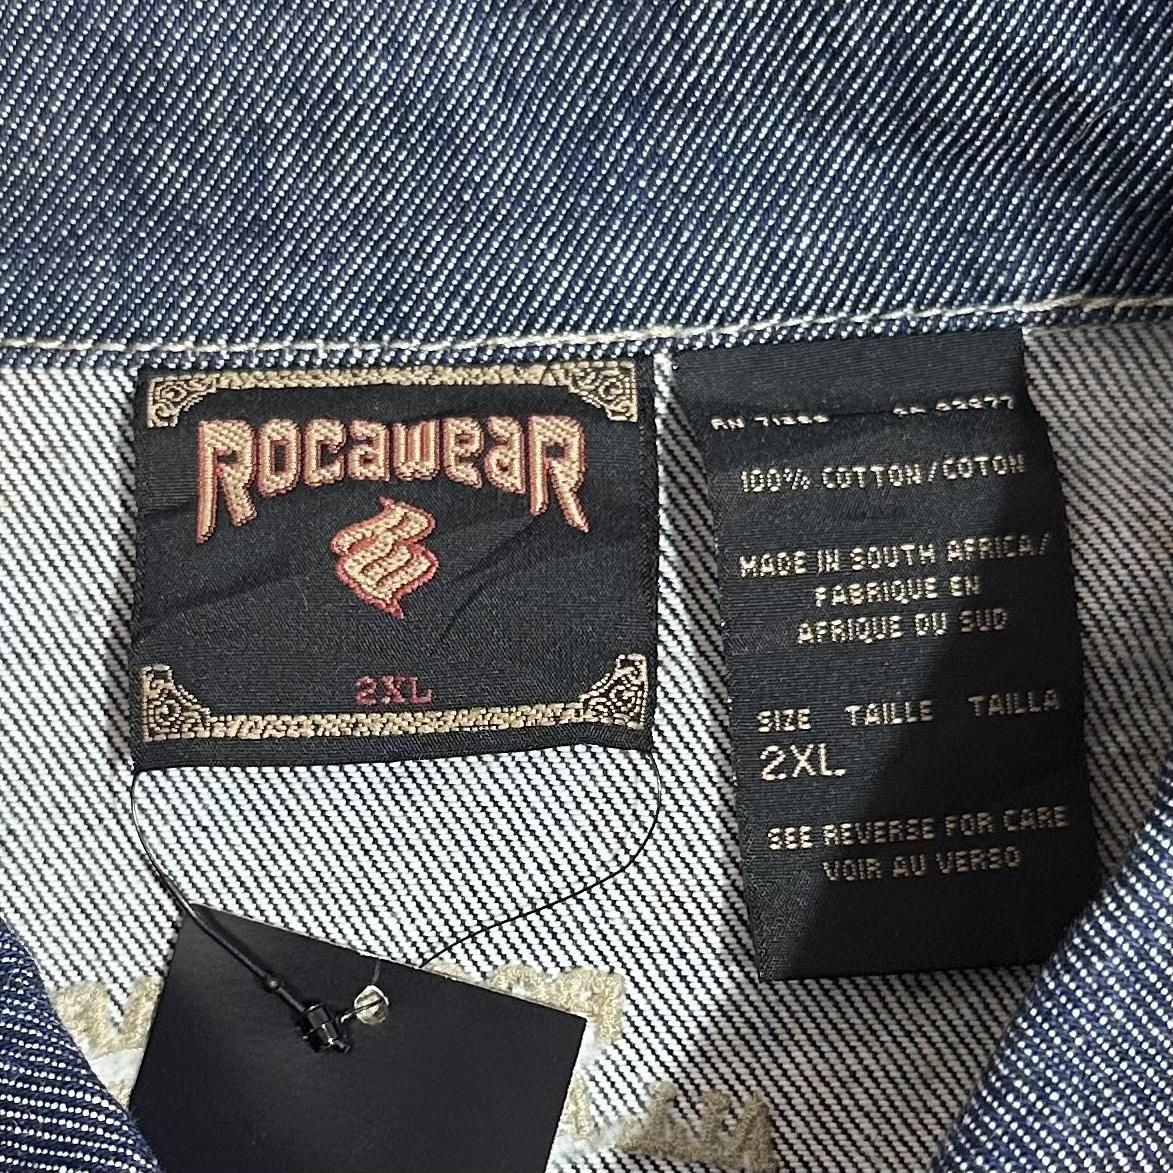 ROCAWEAR
2XL
RN
100% COTTON/COTON
MADE IN SOUTH AFRICA/
FABRIQUE EN
AFRIQUE DU SUD
SIZE TAILLE TAILLA
2XL
SEE REVERSE FOR CARE
VOIR AU VERSO